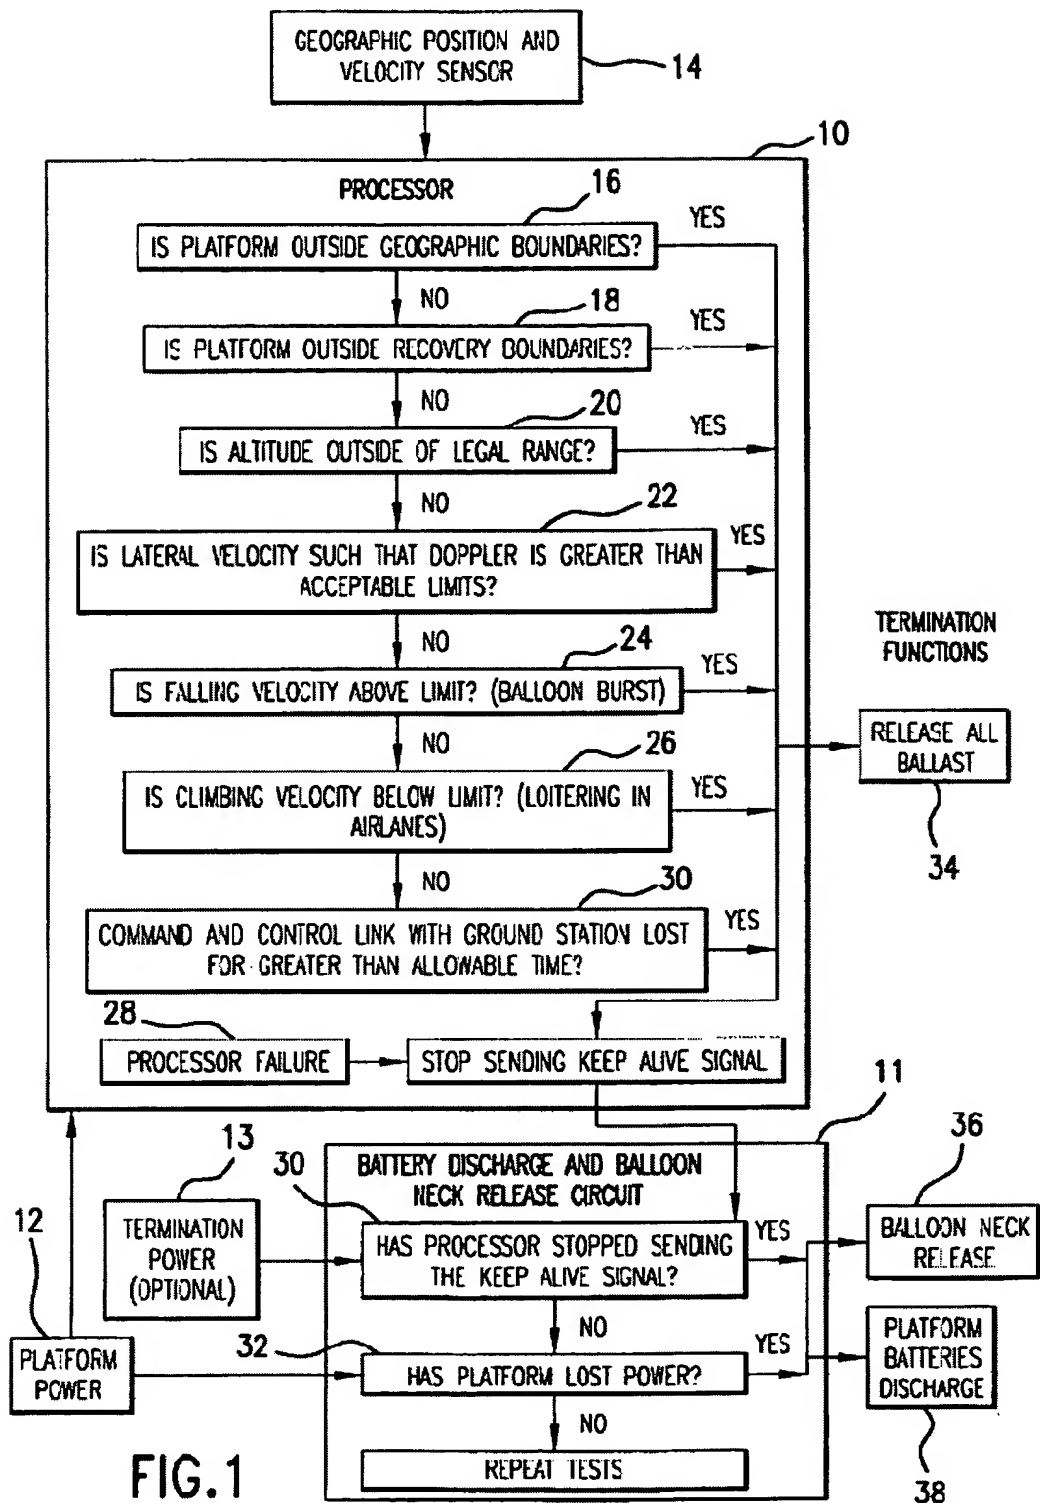 GEOGRAPHIC POSITION AND
VELOCITY SENSOR
14
10
PROCESSOR
16
IS PLATFORM OUTSIDE GEOGRAPHIC BOUNDARIES?
YES
NO
18
IS PLATFORM OUTSIDE RECOVERY BOUNDARIES?
YES
NO
20
IS ALTITUDE OUTSIDE OF LEGAL RANGE?
YES
NO
22
IS LATERAL VELOCITY SUCH THAT DOPPLER IS GREATER THAN
ACCEPTABLE LIMITS?
YES
NO
24
IS FALLING VELOCITY ABOVE LIMIT? (BALLOON BURST)
YES
TERMINATION
FUNCTIONS
RELEASE ALL
BALLAST
34
NO
26
IS CLIMBING VELOCITY BELOW LIMIT? (LOITERING IN
AIRLANES)
YES
NO
30
COMMAND AND CONTROL LINK WITH GROUND STATION LOST
FOR GREATER THAN ALLOWABLE TIME?
YES
28
PROCESSOR FAILURE
STOP SENDING KEEP ALIVE SIGNAL
11
BATTERY DISCHARGE AND BALLOON
NECK RELEASE CIRCUIT
13
TERMINATION
POWER
(OPTIONAL)
30
HAS PROCESSOR STOPPED SENDING
THE KEEP ALIVE SIGNAL?
YES
36
BALLOON NECK
RELEASE
12
PLATFORM
POWER
NO
32
HAS PLATFORM LOST POWER?
YES
PLATFORM
BATTERIES
DISCHARGE
38
NO
REPEAT TESTS
FIG.1